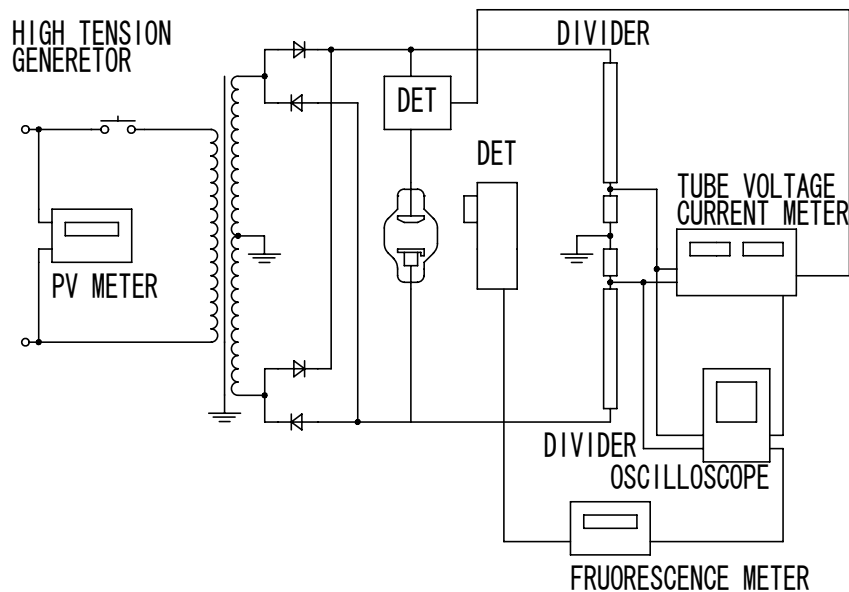 HIGH TENSION
GENERETOR
DIVIDER
DET
DET
TUBE VOLTAGE
CURRENT METER
PV METER
DIVIDER
OSCILLOSCOPE
FRUORESCENCE METER